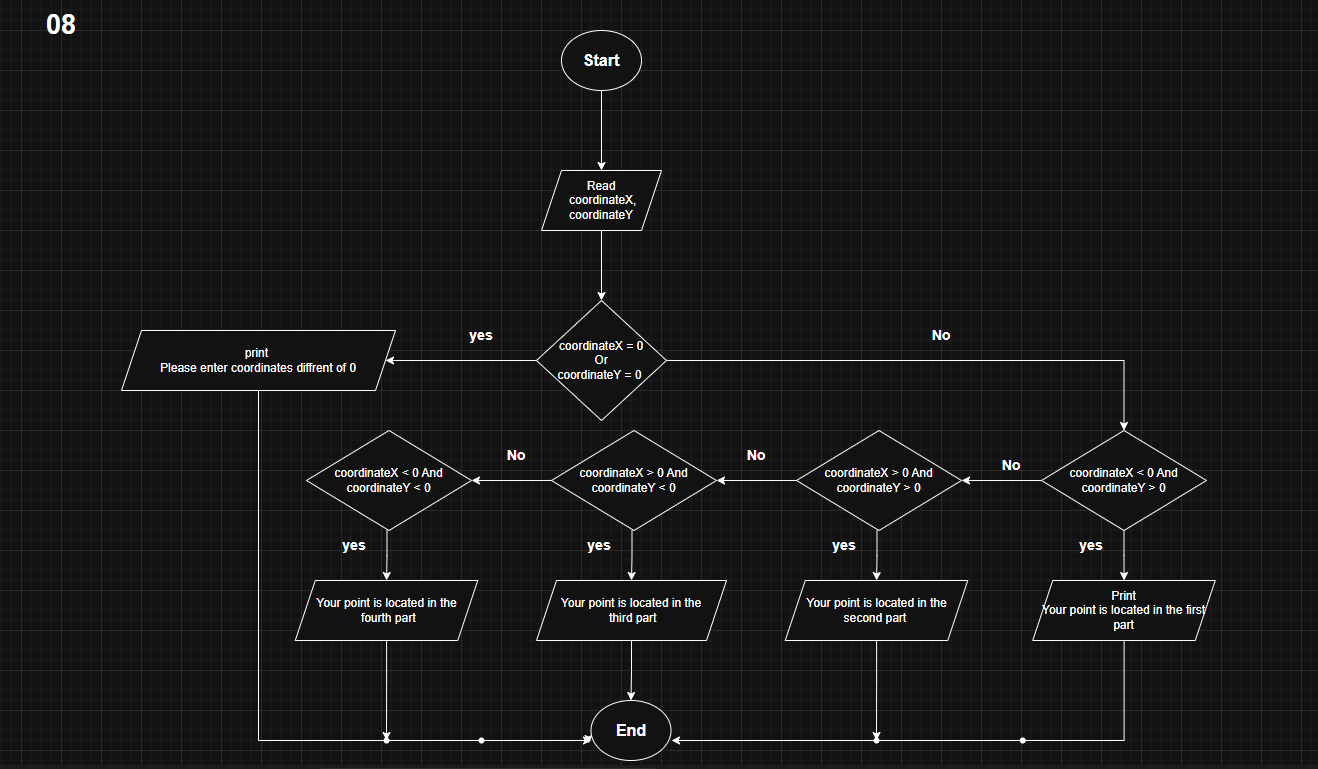 08
Start
Read
coordinateX,
coordinateY
yes
No
coordinateX = 0
Or
coordinateY = 0
print
Please enter coordinates diffrent of 0
No
No
No
coordinateX < 0 And
coordinateY < 0
coordinateX > 0 And
coordinateY < 0
coordinateX > 0 And
coordinateY > 0
coordinateX < 0 And
coordinateY > 0
yes
yes
yes
yes
Your point is located in the
fourth part
Your point is located in the
third part
Your point is located in the
second part
Print
Your point is located in the first
part
End